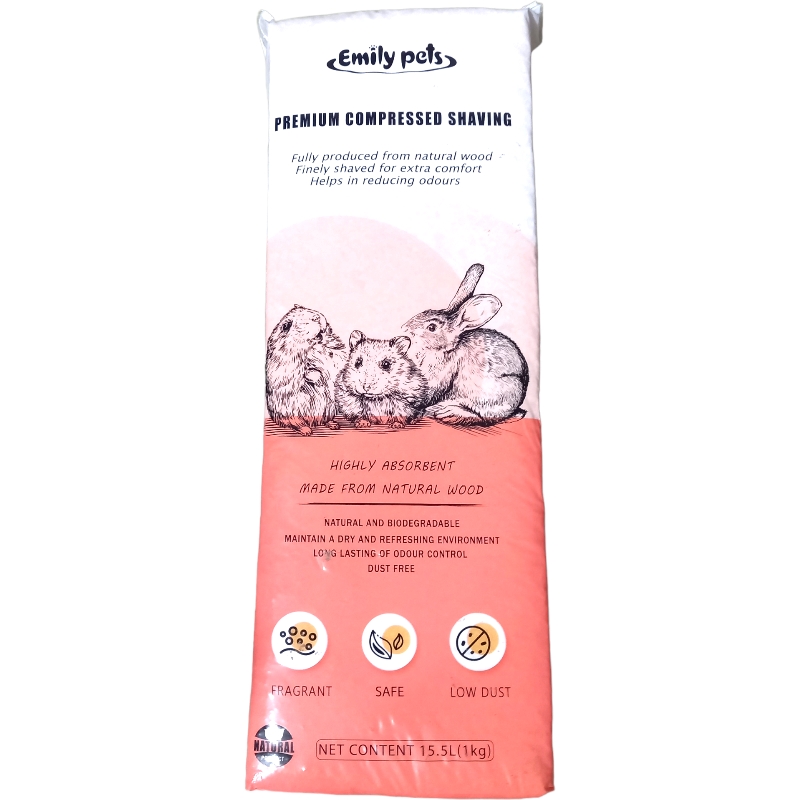 Emily pets
PREMIUM COMPRESSED SHAVING
Fully produced from natural wood
Finely shaved for extra comfort
Helps in reducing odours
HIGHLY ABSORBENT
MADE FROM NATURAL WOOD
NATURAL AND BIODEGRADABLE
MAINTAIN A DRY AND REFRESHING ENVIRONMENT
LONG LASTING OF ODOUR CONTROL
DUST FREE
FRAGRANT SAFE LOW DUST
NATURAL
NET CONTENT 15.5L(1kg)